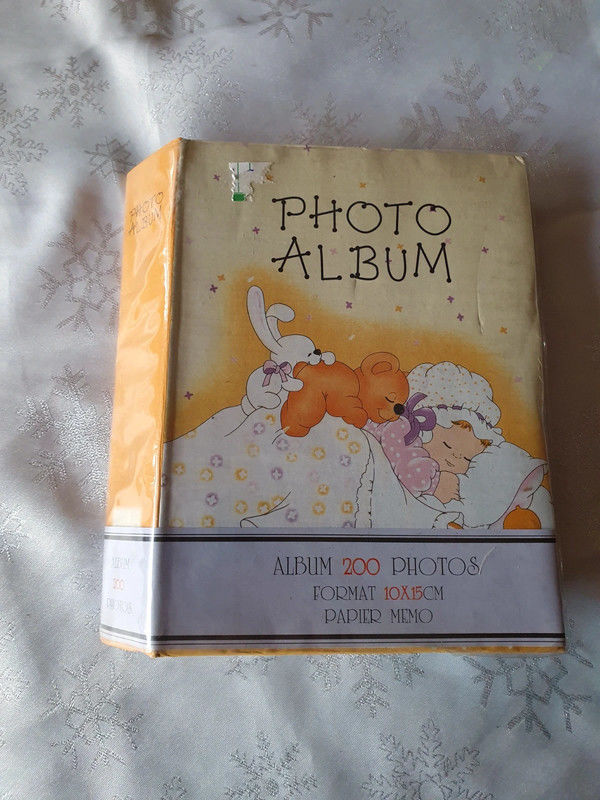 PHOTO
ALBUM
PHOTO
ALBUM
ALBUM 200 PHOTOS
FORMAT 10X15CM
PAPIER MEMO
ALBUM
200
PHOTOS